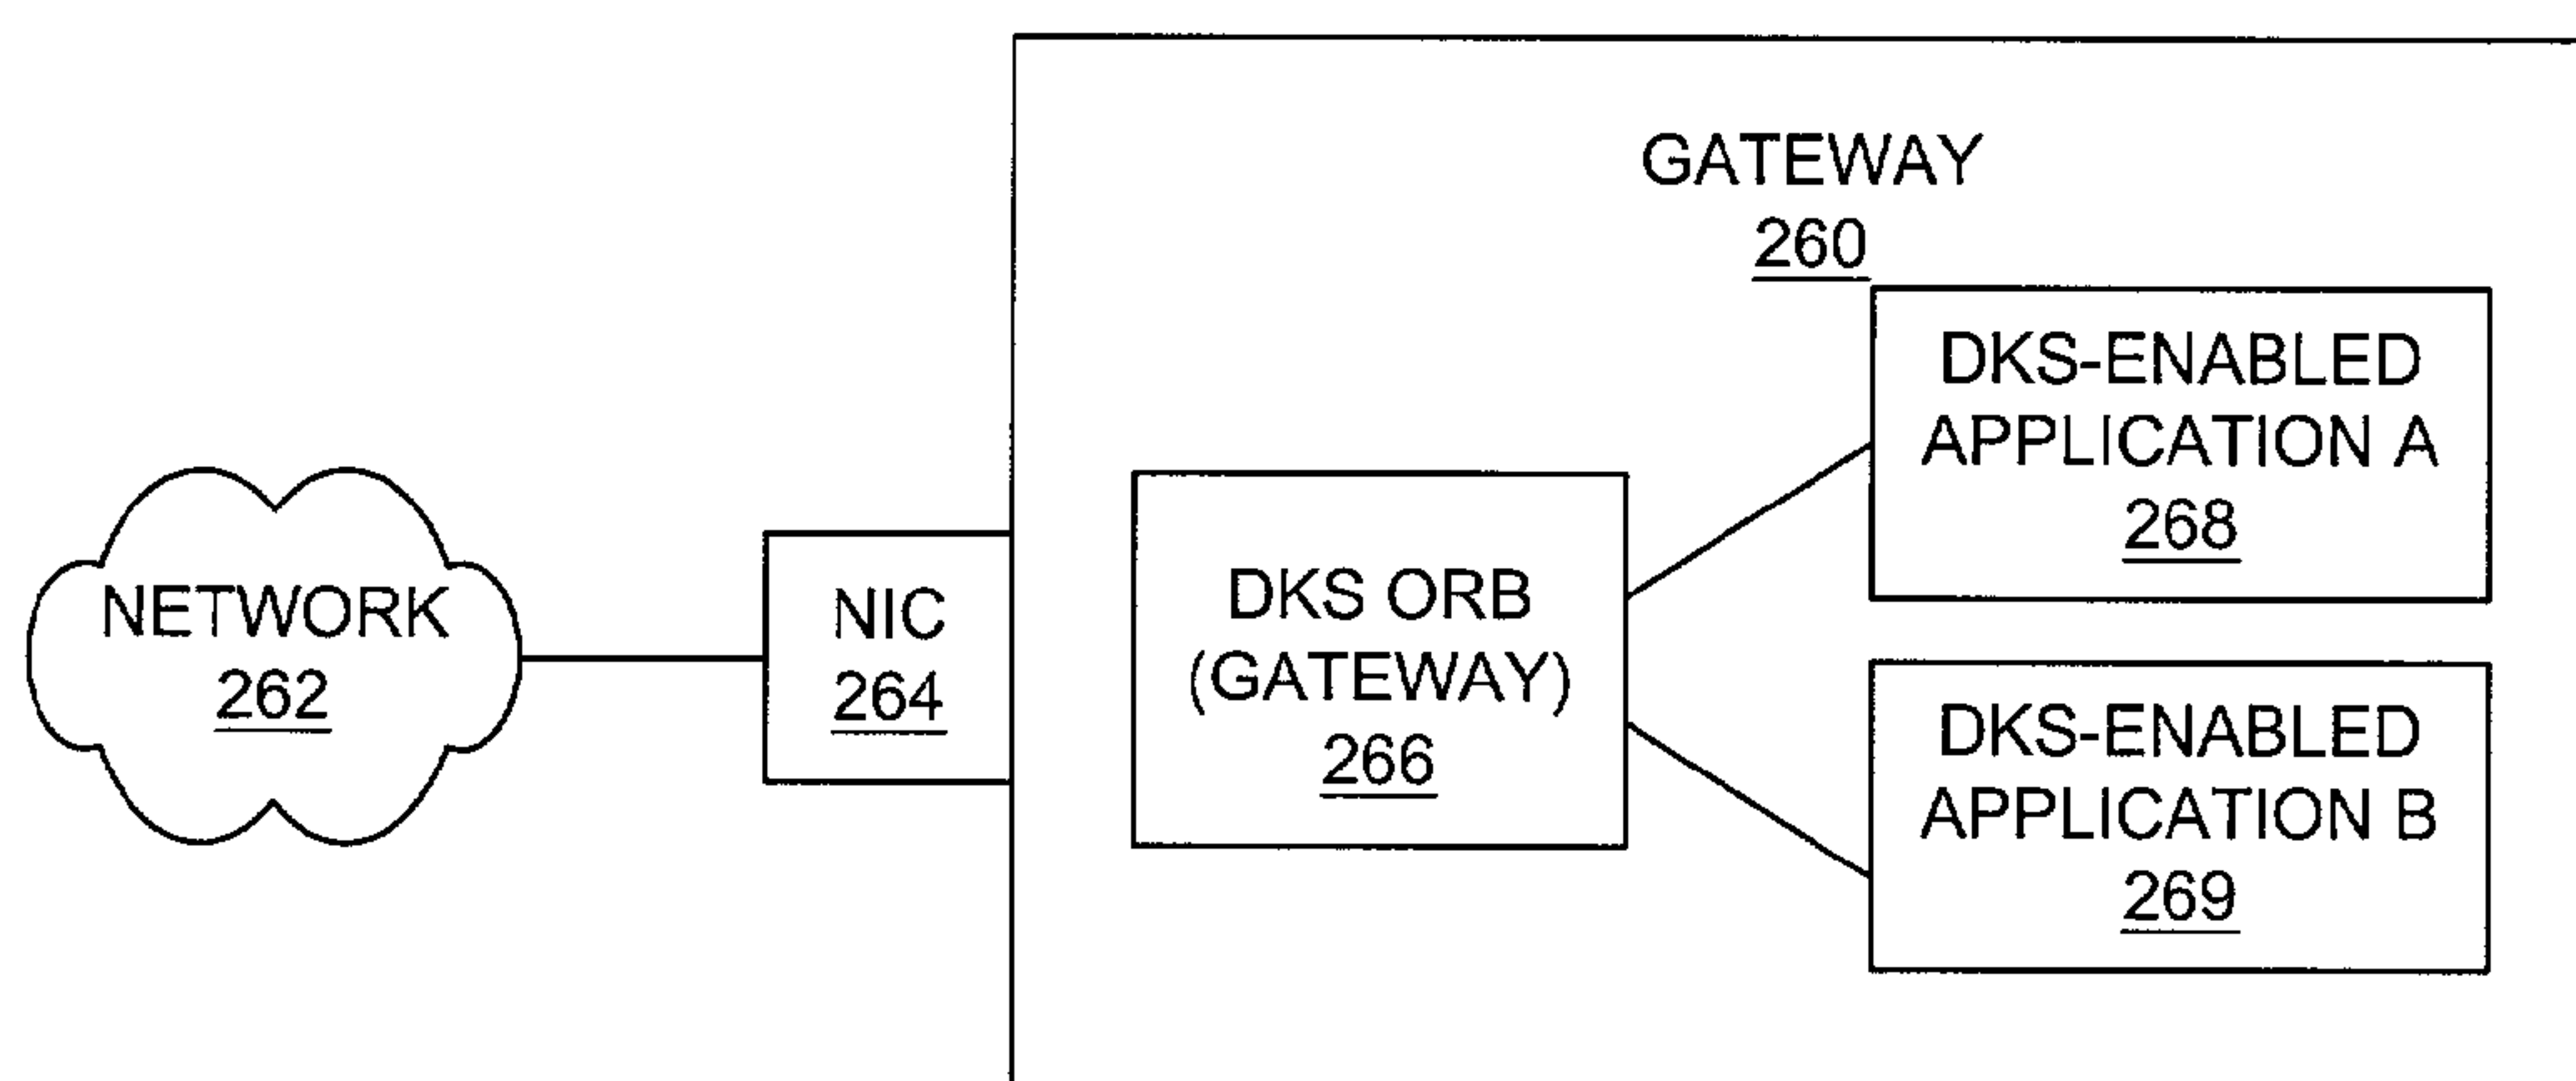 GATEWAY
260
DKS-ENABLED
APPLICATION A
268
NETWORK
262
NIC
264
DKS ORB
(GATEWAY)
266
DKS-ENABLED
APPLICATION B
269